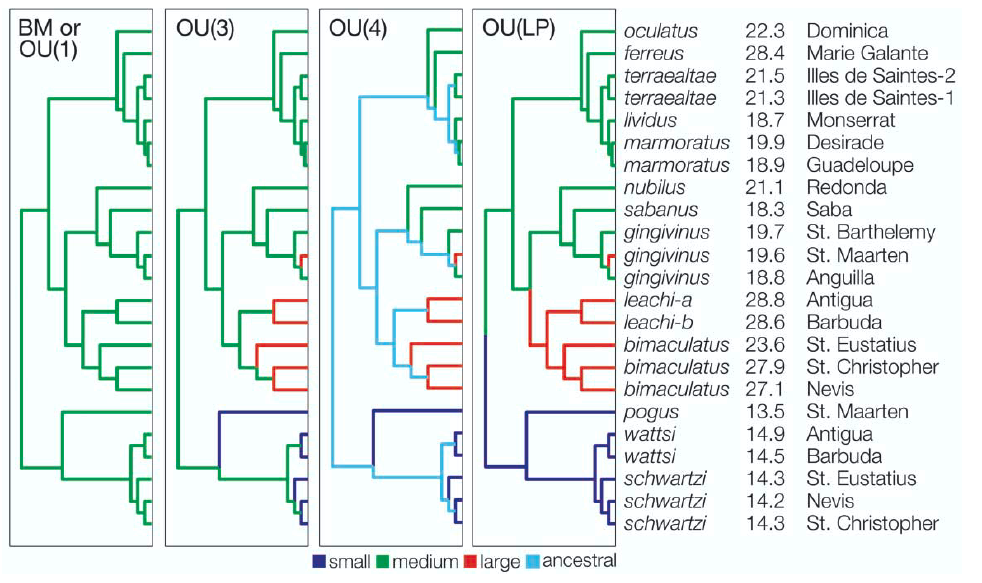 BM or
OU(1)
OU(3)
OU(4)
OU(LP)
oculatus 22.3 Dominica
ferreus 28.4 Marie Galante
terraealtae 21.5 Illes de Saintes-2
terraealtae 21.3 Illes de Saintes-1
lividus 18.7 Monserrat
marmoratus 19.9 Desirade
marmoratus 18.9 Guadeloupe
nubilus 21.1 Redonda
sabanus 18.3 Saba
gingivinus 19.7 St. Barthelemy
gingivinus 19.6 St. Maarten
gingivinus 18.8 Anguilla
leachi-a 28.8 Antigua
leachi-b 28.6 Barbuda
bimaculatus 23.6 St. Eustatius
bimaculatus 27.9 St. Christopher
bimaculatus 27.1 Nevis
pogus 13.5 St. Maarten
wattsi 14.9 Antigua
wattsi 14.5 Barbuda
schwartzi 14.3 St. Eustatius
schwartzi 14.2 Nevis
schwartzi 14.3 St. Christopher
small medium large ancestral